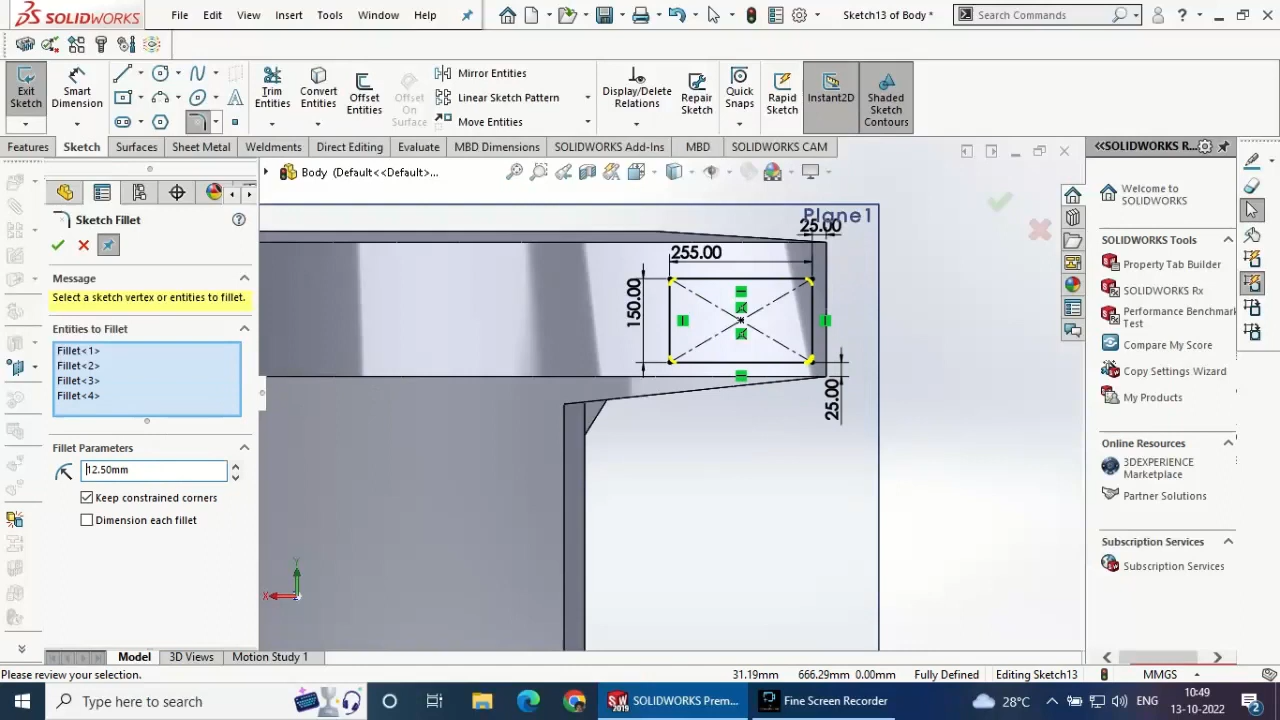 SOLIDWORKS
File Edit View Insert Tools Window Help
Sketch13 of Body *
Search Commands
Exit Sketch
Smart Dimension
Trim Entities
Convert Entities
Offset Entities
Offset On Surface
Mirror Entities
Linear Sketch Pattern
Move Entities
Display/Delete Relations
Repair Sketch
Quick Snaps
Rapid Sketch
Instant2D
Shaded Sketch Contours
Features Sketch Surfaces Sheet Metal Weldments Direct Editing Evaluate MBD Dimensions SOLIDWORKS Add-Ins MBD SOLIDWORKS CAM
Body (Default<<Default>...
Sketch Fillet
Message
Select a sketch vertex or entities to fillet.
Entities to Fillet
Fillet<1>
Fillet<2>
Fillet<3>
Fillet<4>
Fillet Parameters
12.50mm
Keep constrained corners
Dimension each fillet
Plane1
25.00
255.00
150.00
25.00
Y
X
<<SOLIDWORKS R...
Welcome to
SOLIDWORKS
SOLIDWORKS Tools
Property Tab Builder
SOLIDWORKS Rx
Performance Benchmark
Test
Compare My Score
Copy Settings Wizard
My Products
Online Resources
3DEXPERIENCE
Marketplace
Partner Solutions
Subscription Services
Subscription Services
Model 3D Views Motion Study 1
Please review your selection.
31.19mm 666.29mm 0.00mm Fully Defined Editing Sketch13 MMGS
Type here to search
SOLIDWORKS Prem...
Fine Screen Recorder
28°C
ENG
10:49
13-10-2022
2